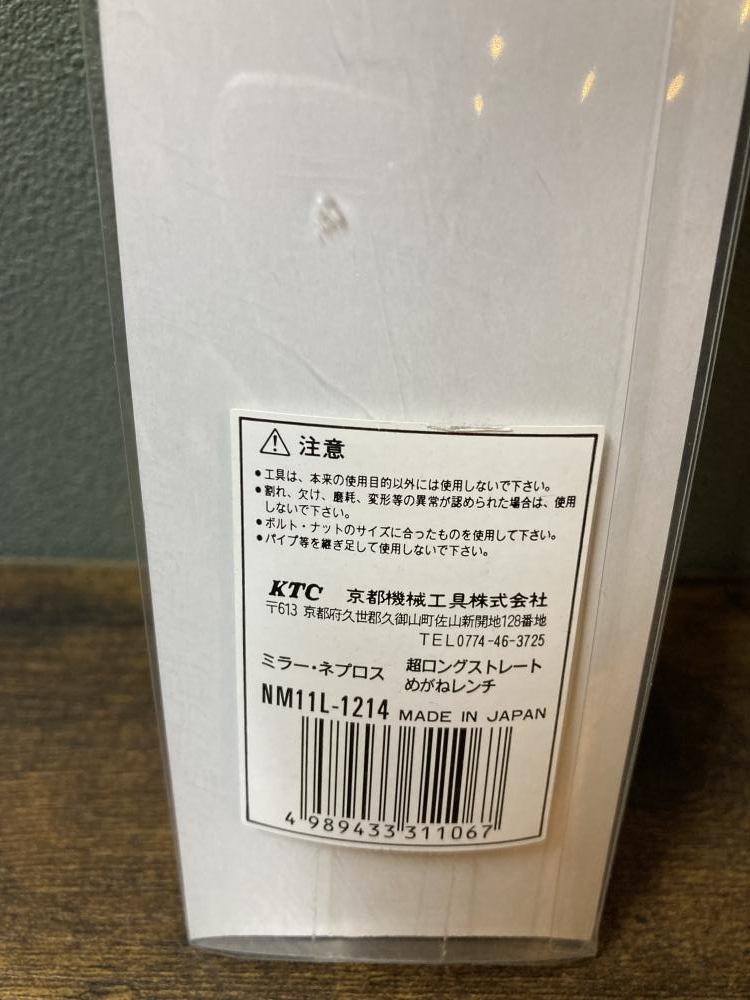 注意
●工具は、本来の使用目的以外には使用しないで下さい。
●割れ、欠け、磨耗、変形等の異常が認められた場合は、使用
しないで下さい。
●ボルト・ナットのサイズに合ったものを使用して下さい。
●パイプ等を継ぎ足して使用しないで下さい。
KTC 京都機械工具株式会社
〒613 京都府久世郡久御山町佐山新開地128番地
TEL0774-46-3725
ミラー・ネプロス 超ロングストレート
めがねレンチ
NM11L-1214 MADE IN JAPAN
4 989433 311067